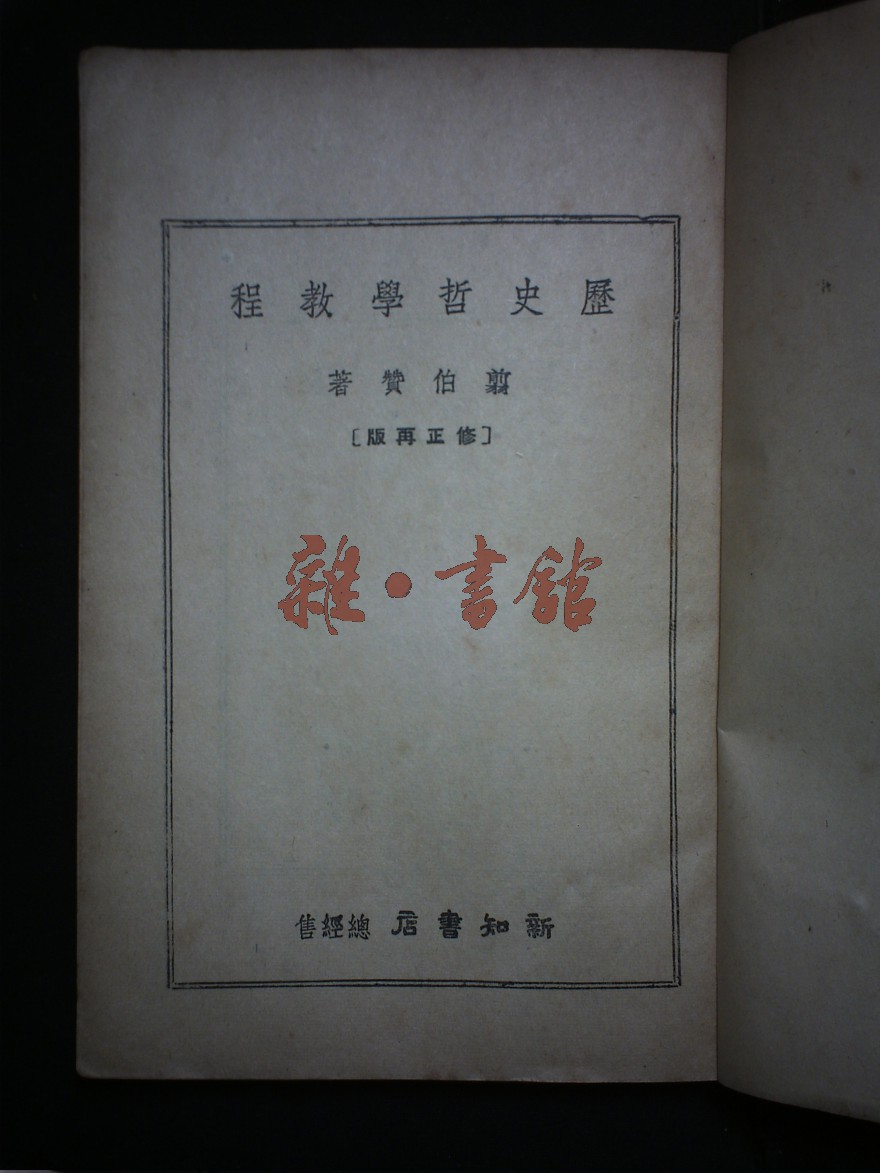 歷史哲學教程
翦伯贊著
[修正再版]
雜·書館
新知書店總經售